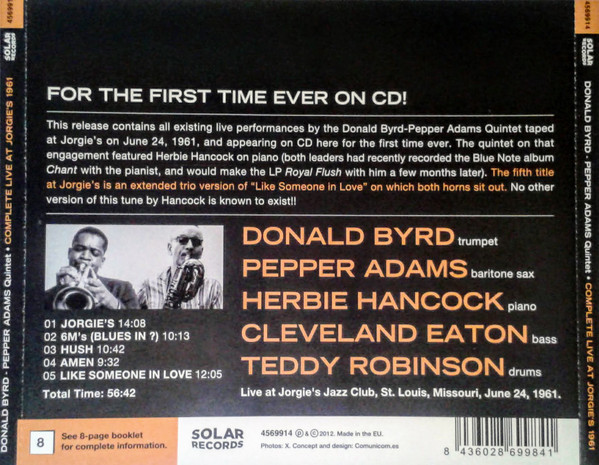 4569914
SOLAR RECORDS
DONALD BYRD - PEPPER ADAMS Quintet • COMPLETE LIVE AT JORGIE'S 1961
FOR THE FIRST TIME EVER ON CD!
This release contains all existing live performances by the Donald Byrd-Pepper Adams Quintet taped
at Jorgie's on June 24, 1961, and appearing on CD here for the first time ever. The quintet on that
engagement featured Herbie Hancock on piano (both leaders had recently recorded the Blue Note album
Chant with the pianist, and would make the LP Royal Flush with him a few months later). The fifth title
at Jorgie's is an extended trio version of "Like Someone in Love" on which both horns sit out. No other
version of this tune by Hancock is known to exist!!
DONALD BYRD trumpet
PEPPER ADAMS baritone sax
HERBIE HANCOCK piano
CLEVELAND EATON bass
TEDDY ROBINSON drums
01 JORGIE'S 14:08
02 6M's (BLUES IN ?) 10:13
03 HUSH 10:42
04 AMEN 9:32
05 LIKE SOMEONE IN LOVE 12:05
Total Time: 56:42
Live at Jorgie's Jazz Club, St. Louis, Missouri, June 24, 1961.
8
See 8-page booklet
for complete information.
SOLAR
RECORDS
4569914 ℗ & © 2012. Made in the EU.
Photos: X. Concept and design: Comunicom.es
8 436028 699841
4569914
SOLAR RECORDS
DONALD BYRD - PEPPER ADAMS Quintet • COMPLETE LIVE AT JORGIE'S 1961